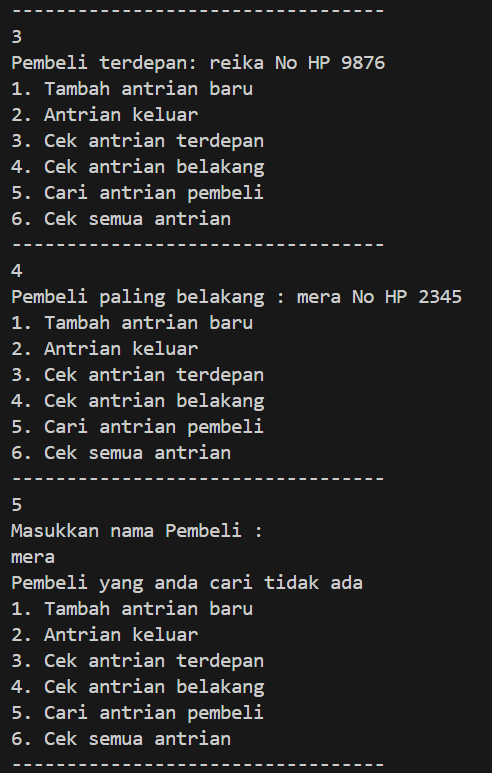 ----------------------------------
3
Pembeli terdepan: reika No HP 9876
1. Tambah antrian baru
2. Antrian keluar
3. Cek antrian terdepan
4. Cek antrian belakang
5. Cari antrian pembeli
6. Cek semua antrian
----------------------------------
4
Pembeli paling belakang : mera No HP 2345
1. Tambah antrian baru
2. Antrian keluar
3. Cek antrian terdepan
4. Cek antrian belakang
5. Cari antrian pembeli
6. Cek semua antrian
----------------------------------
5
Masukkan nama Pembeli :
mera
Pembeli yang anda cari tidak ada
1. Tambah antrian baru
2. Antrian keluar
3. Cek antrian terdepan
4. Cek antrian belakang
5. Cari antrian pembeli
6. Cek semua antrian
----------------------------------